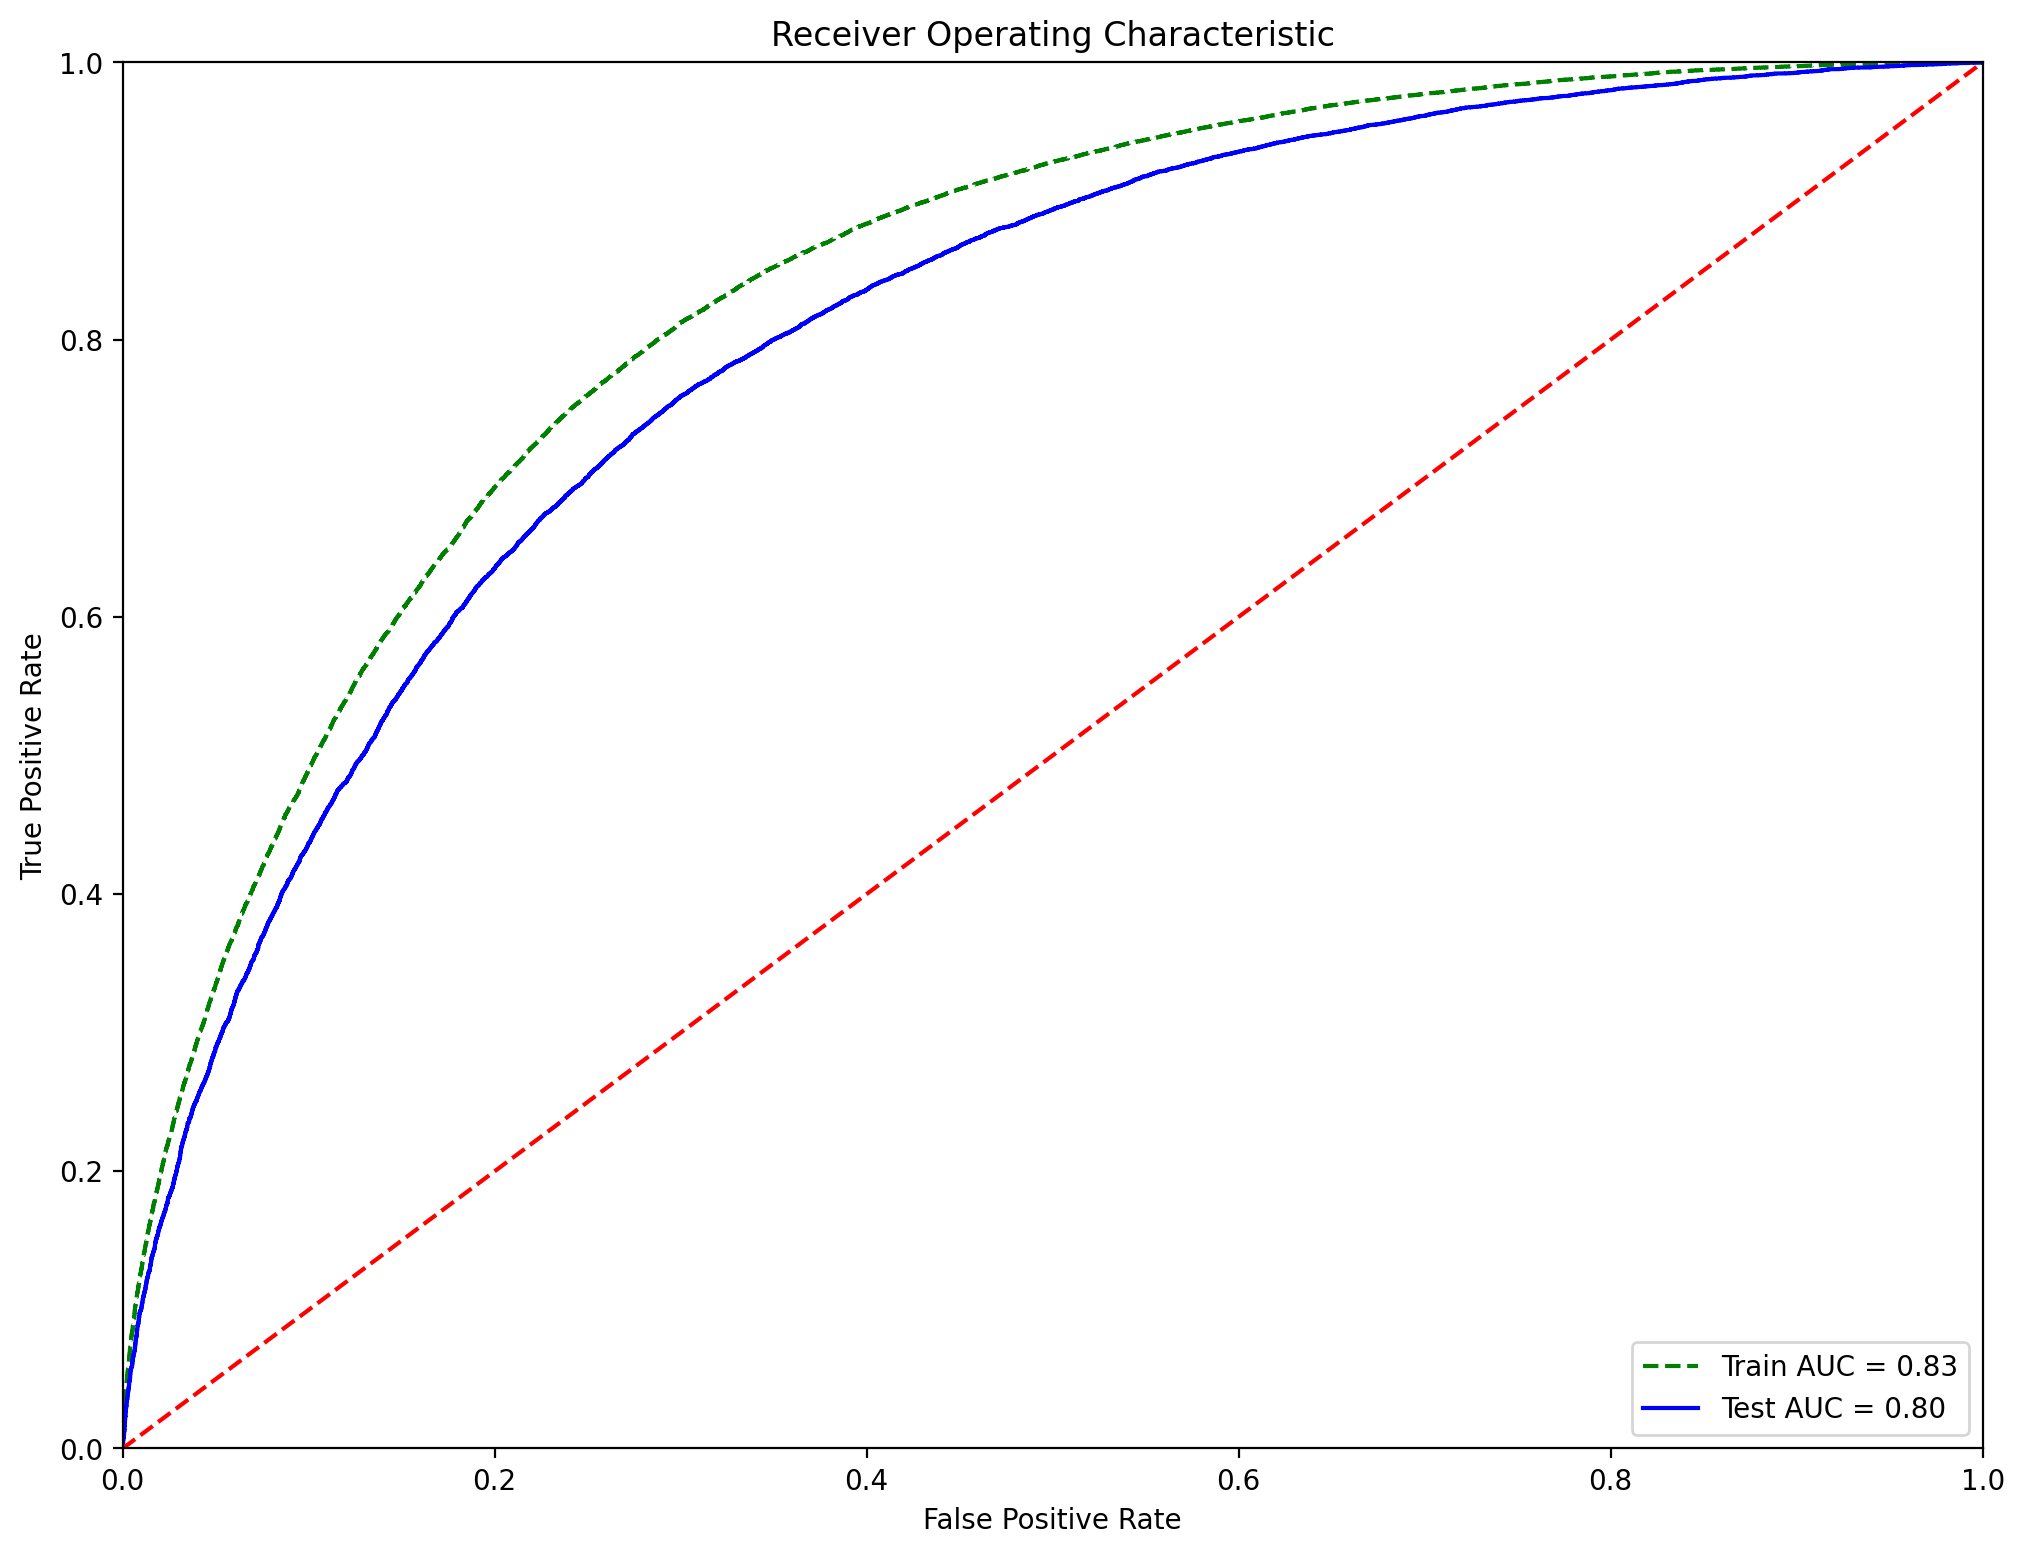 Receiver Operating Characteristic
1.0
0.8
0.6
0.4
0.2
0.0
True Positive Rate
0.0 0.2 0.4 0.6 0.8 1.0
False Positive Rate
Train AUC = 0.83
Test AUC = 0.80